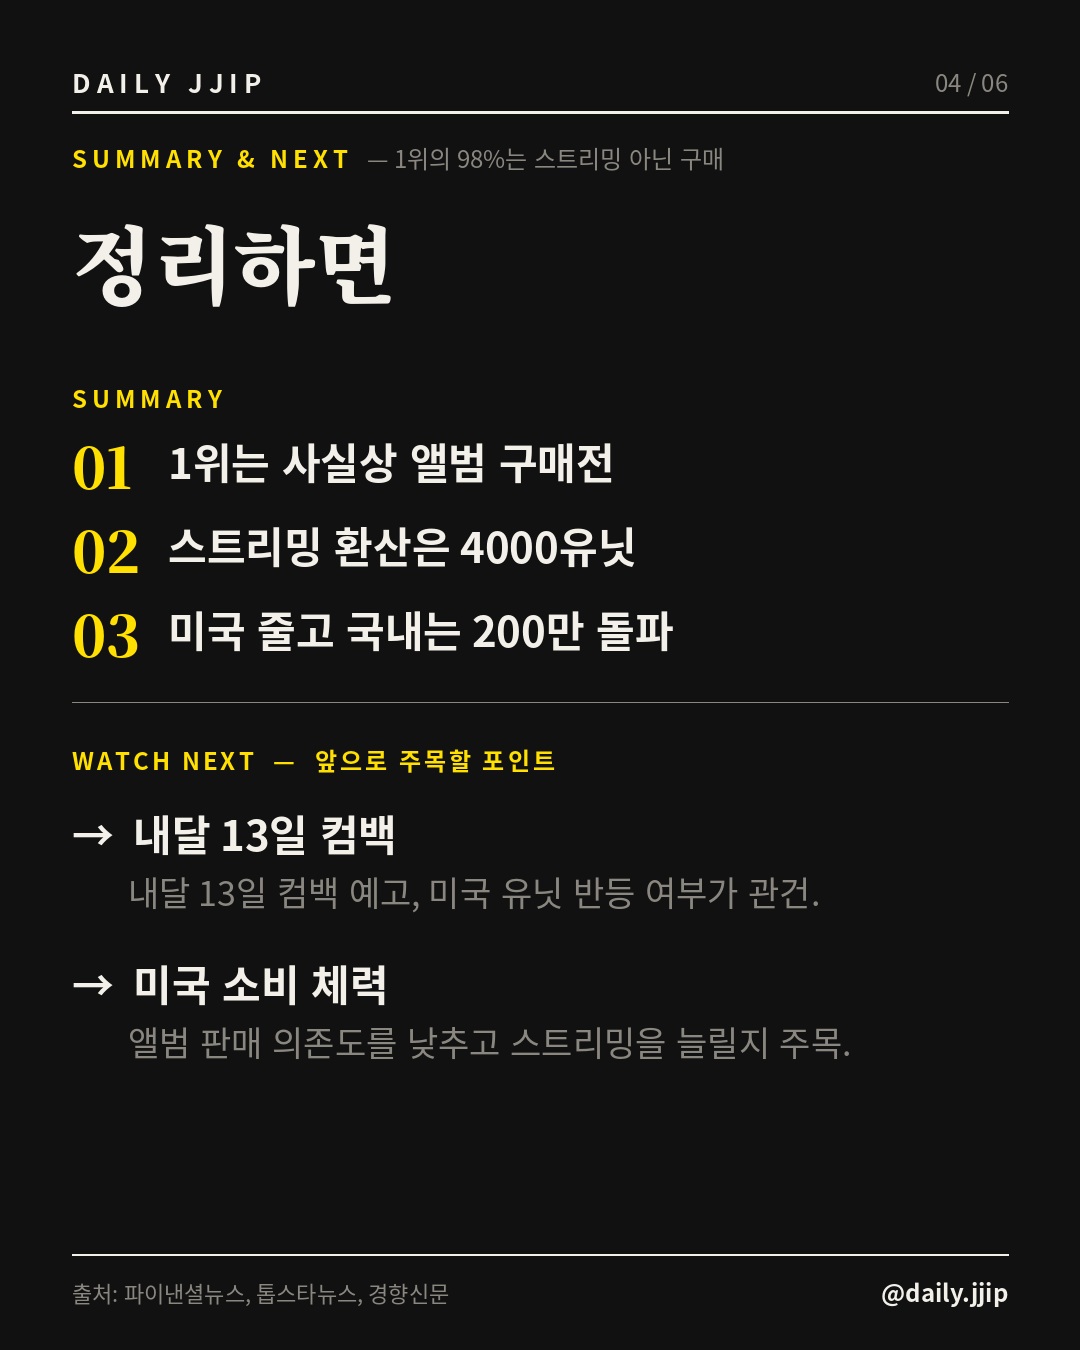 DAILY JJIP
04 / 06
SUMMARY & NEXT — 1위의 98%는 스트리밍 아닌 구매
정리하면
SUMMARY
01 1위는 사실상 앨범 구매전
02 스트리밍 환산은 4000유닛
03 미국 줄고 국내는 200만 돌파
WATCH NEXT — 앞으로 주목할 포인트
→ 내달 13일 컴백
내달 13일 컴백 예고, 미국 유닛 반등 여부가 관건.
→ 미국 소비 체력
앨범 판매 의존도를 낮추고 스트리밍을 늘릴지 주목.
출처: 파이낸셜뉴스, 톱스타뉴스, 경향신문
@daily.jjip